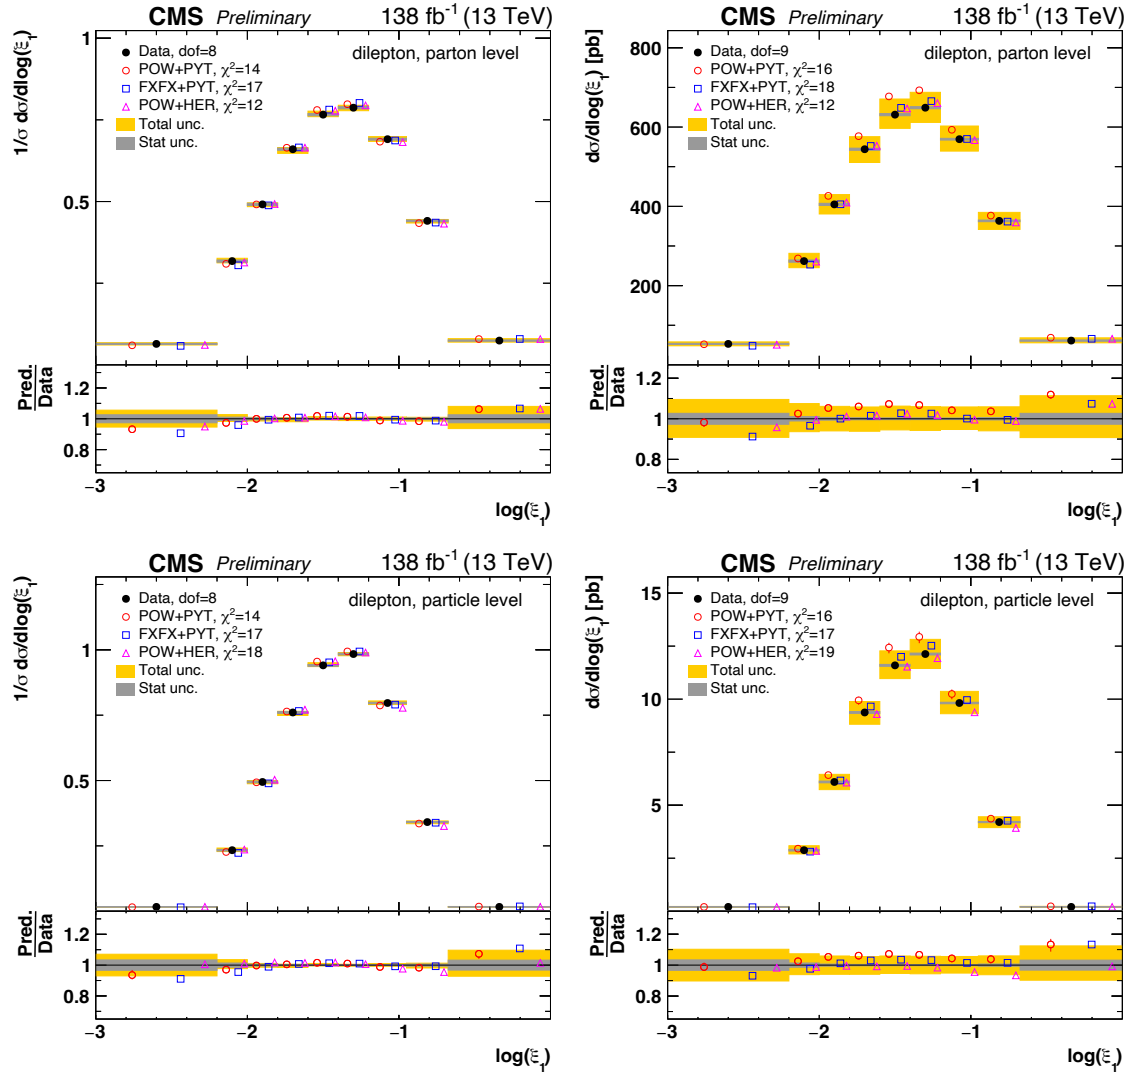 CMS Preliminary 138 fb⁻¹ (13 TeV)
1/σ dσ/dlog(ξ₁)
dilepton, parton level
Data, dof=8
POW+PYT, χ²=14
FXFX+PYT, χ²=17
POW+HER, χ²=12
Total unc.
Stat unc.
1
0.5
Pred.
Data
1.2
1
0.8
−3 −2 −1
log(ξ₁)
CMS Preliminary 138 fb⁻¹ (13 TeV)
dσ/dlog(ξ₁) [pb]
dilepton, parton level
Data, dof=9
POW+PYT, χ²=16
FXFX+PYT, χ²=18
POW+HER, χ²=12
Total unc.
Stat unc.
800
600
400
200
Pred.
Data
1.2
1
0.8
−3 −2 −1
log(ξ₁)
CMS Preliminary 138 fb⁻¹ (13 TeV)
1/σ dσ/dlog(ξ₁)
dilepton, particle level
Data, dof=8
POW+PYT, χ²=14
FXFX+PYT, χ²=17
POW+HER, χ²=18
Total unc.
Stat unc.
1
0.5
Pred.
Data
1.2
1
0.8
−3 −2 −1
log(ξ₁)
CMS Preliminary 138 fb⁻¹ (13 TeV)
dσ/dlog(ξ₁) [pb]
dilepton, particle level
Data, dof=9
POW+PYT, χ²=16
FXFX+PYT, χ²=17
POW+HER, χ²=19
Total unc.
Stat unc.
15
10
5
Pred.
Data
1.2
1
0.8
−3 −2 −1
log(ξ₁)